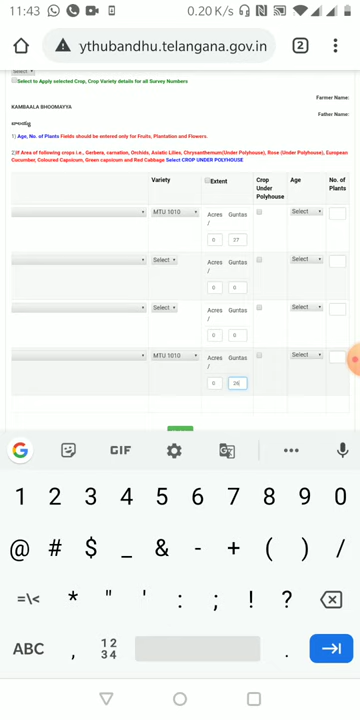 11:43
0.20 K/S
ythubandhu.telangana.gov.in
2
Select
Select to Apply selected Crop, Crop Variety details for all Survey Numbers
Farmer Name:
KAMBAALA BHOOMAYYA
Father Name:
1) Age, No. of Plants Fields should be entered only for Fruits, Plantation and Flowers.
2)If Area of following crops i.e., Gerbera, carnation, Orchids, Asiatic Lilies, Chrysanthemum(Under Polyhouse), Rose (Under Polyhouse), European
Cucumber, Coloured Capsicum, Green capsicum and Red Cabbage Select CROP UNDER POLYHOUSE
Variety Extent Crop Under Polyhouse Age No. of Plants
MTU 1010 Acres / Guntas Select
0 27
Select Acres / Guntas Select
0 0
Select Acres / Guntas Select
0 0
MTU 1010 Acres / Guntas Select
0 26
G GIF G ...
1 2 3 4 5 6 7 8 9 0
@ # $ _ & - + ( ) /
=\< * " ' : ; ! ?
ABC , 12 34 .